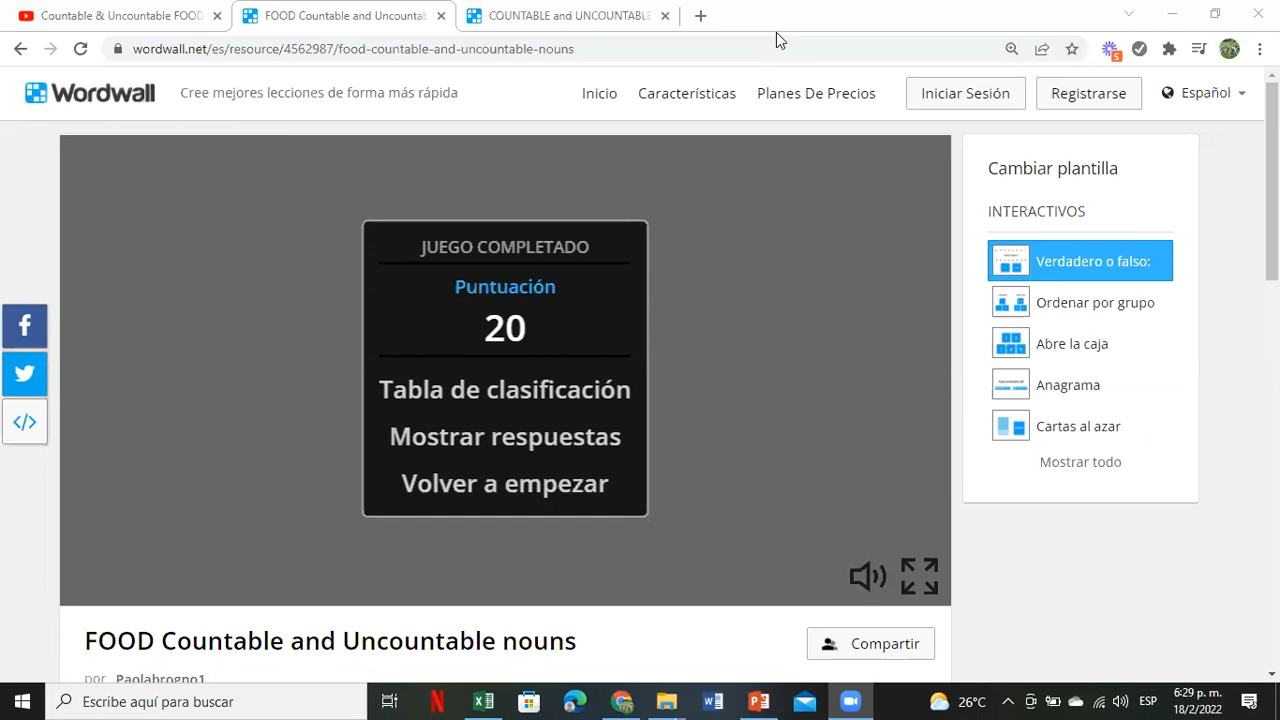 Countable & Uncountable FOOD
FOOD Countable and Uncounta
COUNTABLE and UNCOUNTABLE
wordwall.net/es/resource/4562987/food-countable-and-uncountable-nouns
5
Wordwall
Cree mejores lecciones de forma más rápida
Inicio
Características
Planes De Precios
Iniciar Sesión
Registrarse
Español
JUEGO COMPLETADO
Puntuación
20
Tabla de clasificación
Mostrar respuestas
Volver a empezar
Cambiar plantilla
INTERACTIVOS
Verdadero o falso:
Ordenar por grupo
Abre la caja
Anagrama
Cartas al azar
Mostrar todo
FOOD Countable and Uncountable nouns
Compartir
por Paolabrogno1
Escribe aquí para buscar
26°C
ESP
6:29 p. m.
18/2/2022